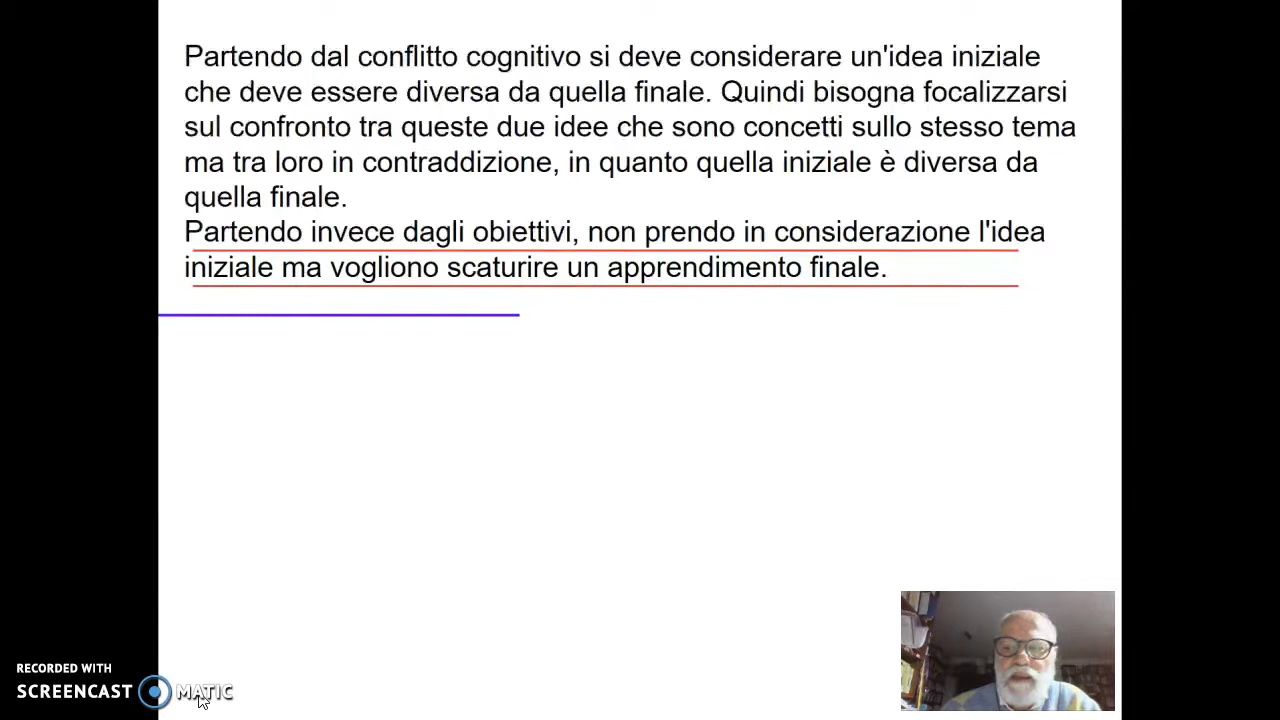 Partendo dal conflitto cognitivo si deve considerare un'idea iniziale
che deve essere diversa da quella finale. Quindi bisogna focalizzarsi
sul confronto tra queste due idee che sono concetti sullo stesso tema
ma tra loro in contraddizione, in quanto quella iniziale è diversa da
quella finale.
Partendo invece dagli obiettivi, non prendo in considerazione l'idea
iniziale ma vogliono scaturire un apprendimento finale.
RECORDED WITH
SCREENCAST MATIC